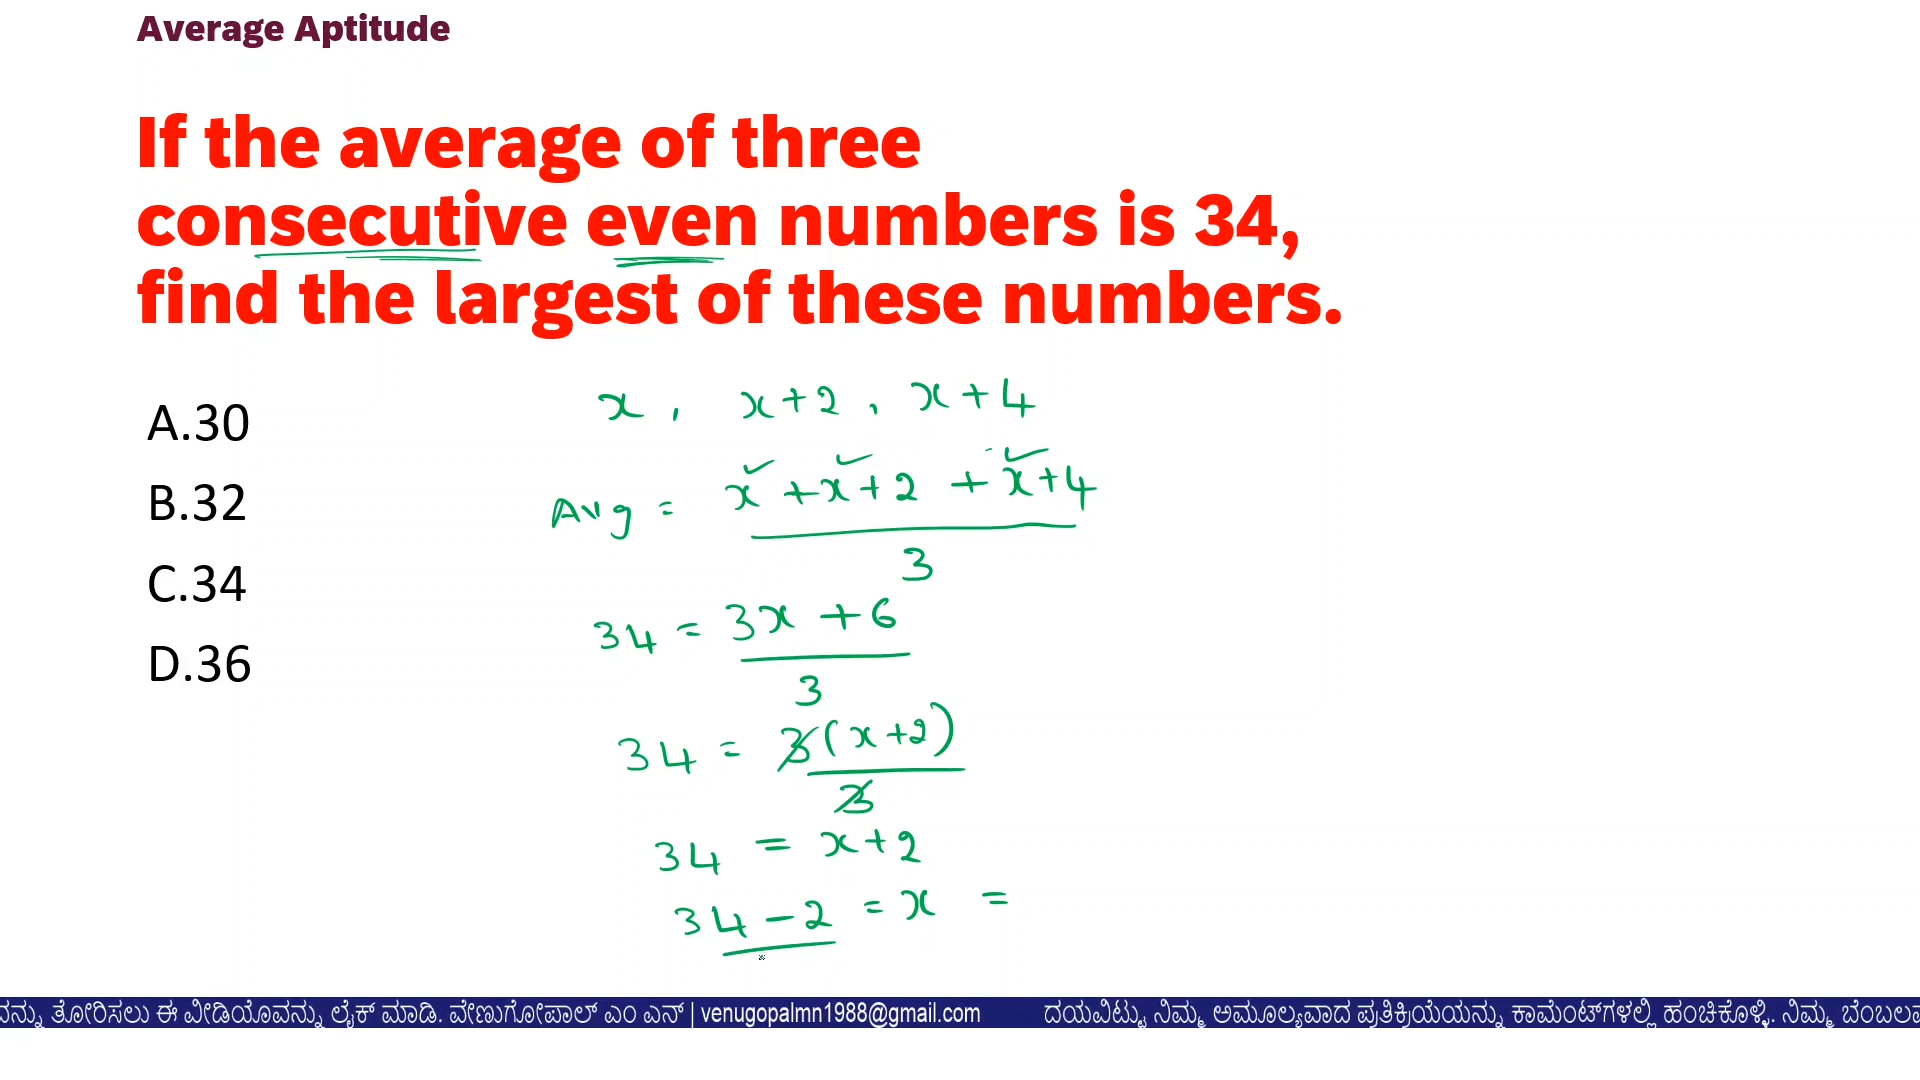 Average Aptitude
If the average of three
consecutive even numbers is 34,
find the largest of these numbers.
A.30
B.32
C.34
D.36
x , x+2 , x+4
Avg = x + x + 2 + x + 4
3
34 = 3x + 6
3
34 = 3(x+2)
3
34 = x+2
34 - 2 = x =
ತೋರಿಸಲು ಈ ವೀಡಿಯೊವನ್ನು ಲೈಕ್ ಮಾಡಿ. ವೇಣುಗೋಪಾಲ್ ಎಂ ಎನ್ | venugopalmn1988@gmail.com ದಯವಿಟ್ಟು ನಿಮ್ಮ ಅಮೂಲ್ಯವಾದ ಪ್ರತಿಕ್ರಿಯೆಯನ್ನು ಕಾಮೆಂಟ್‌ಗಳಲ್ಲಿ ಹಂಚಿಕೊಳ್ಳಿ. ನಿಮ್ಮ